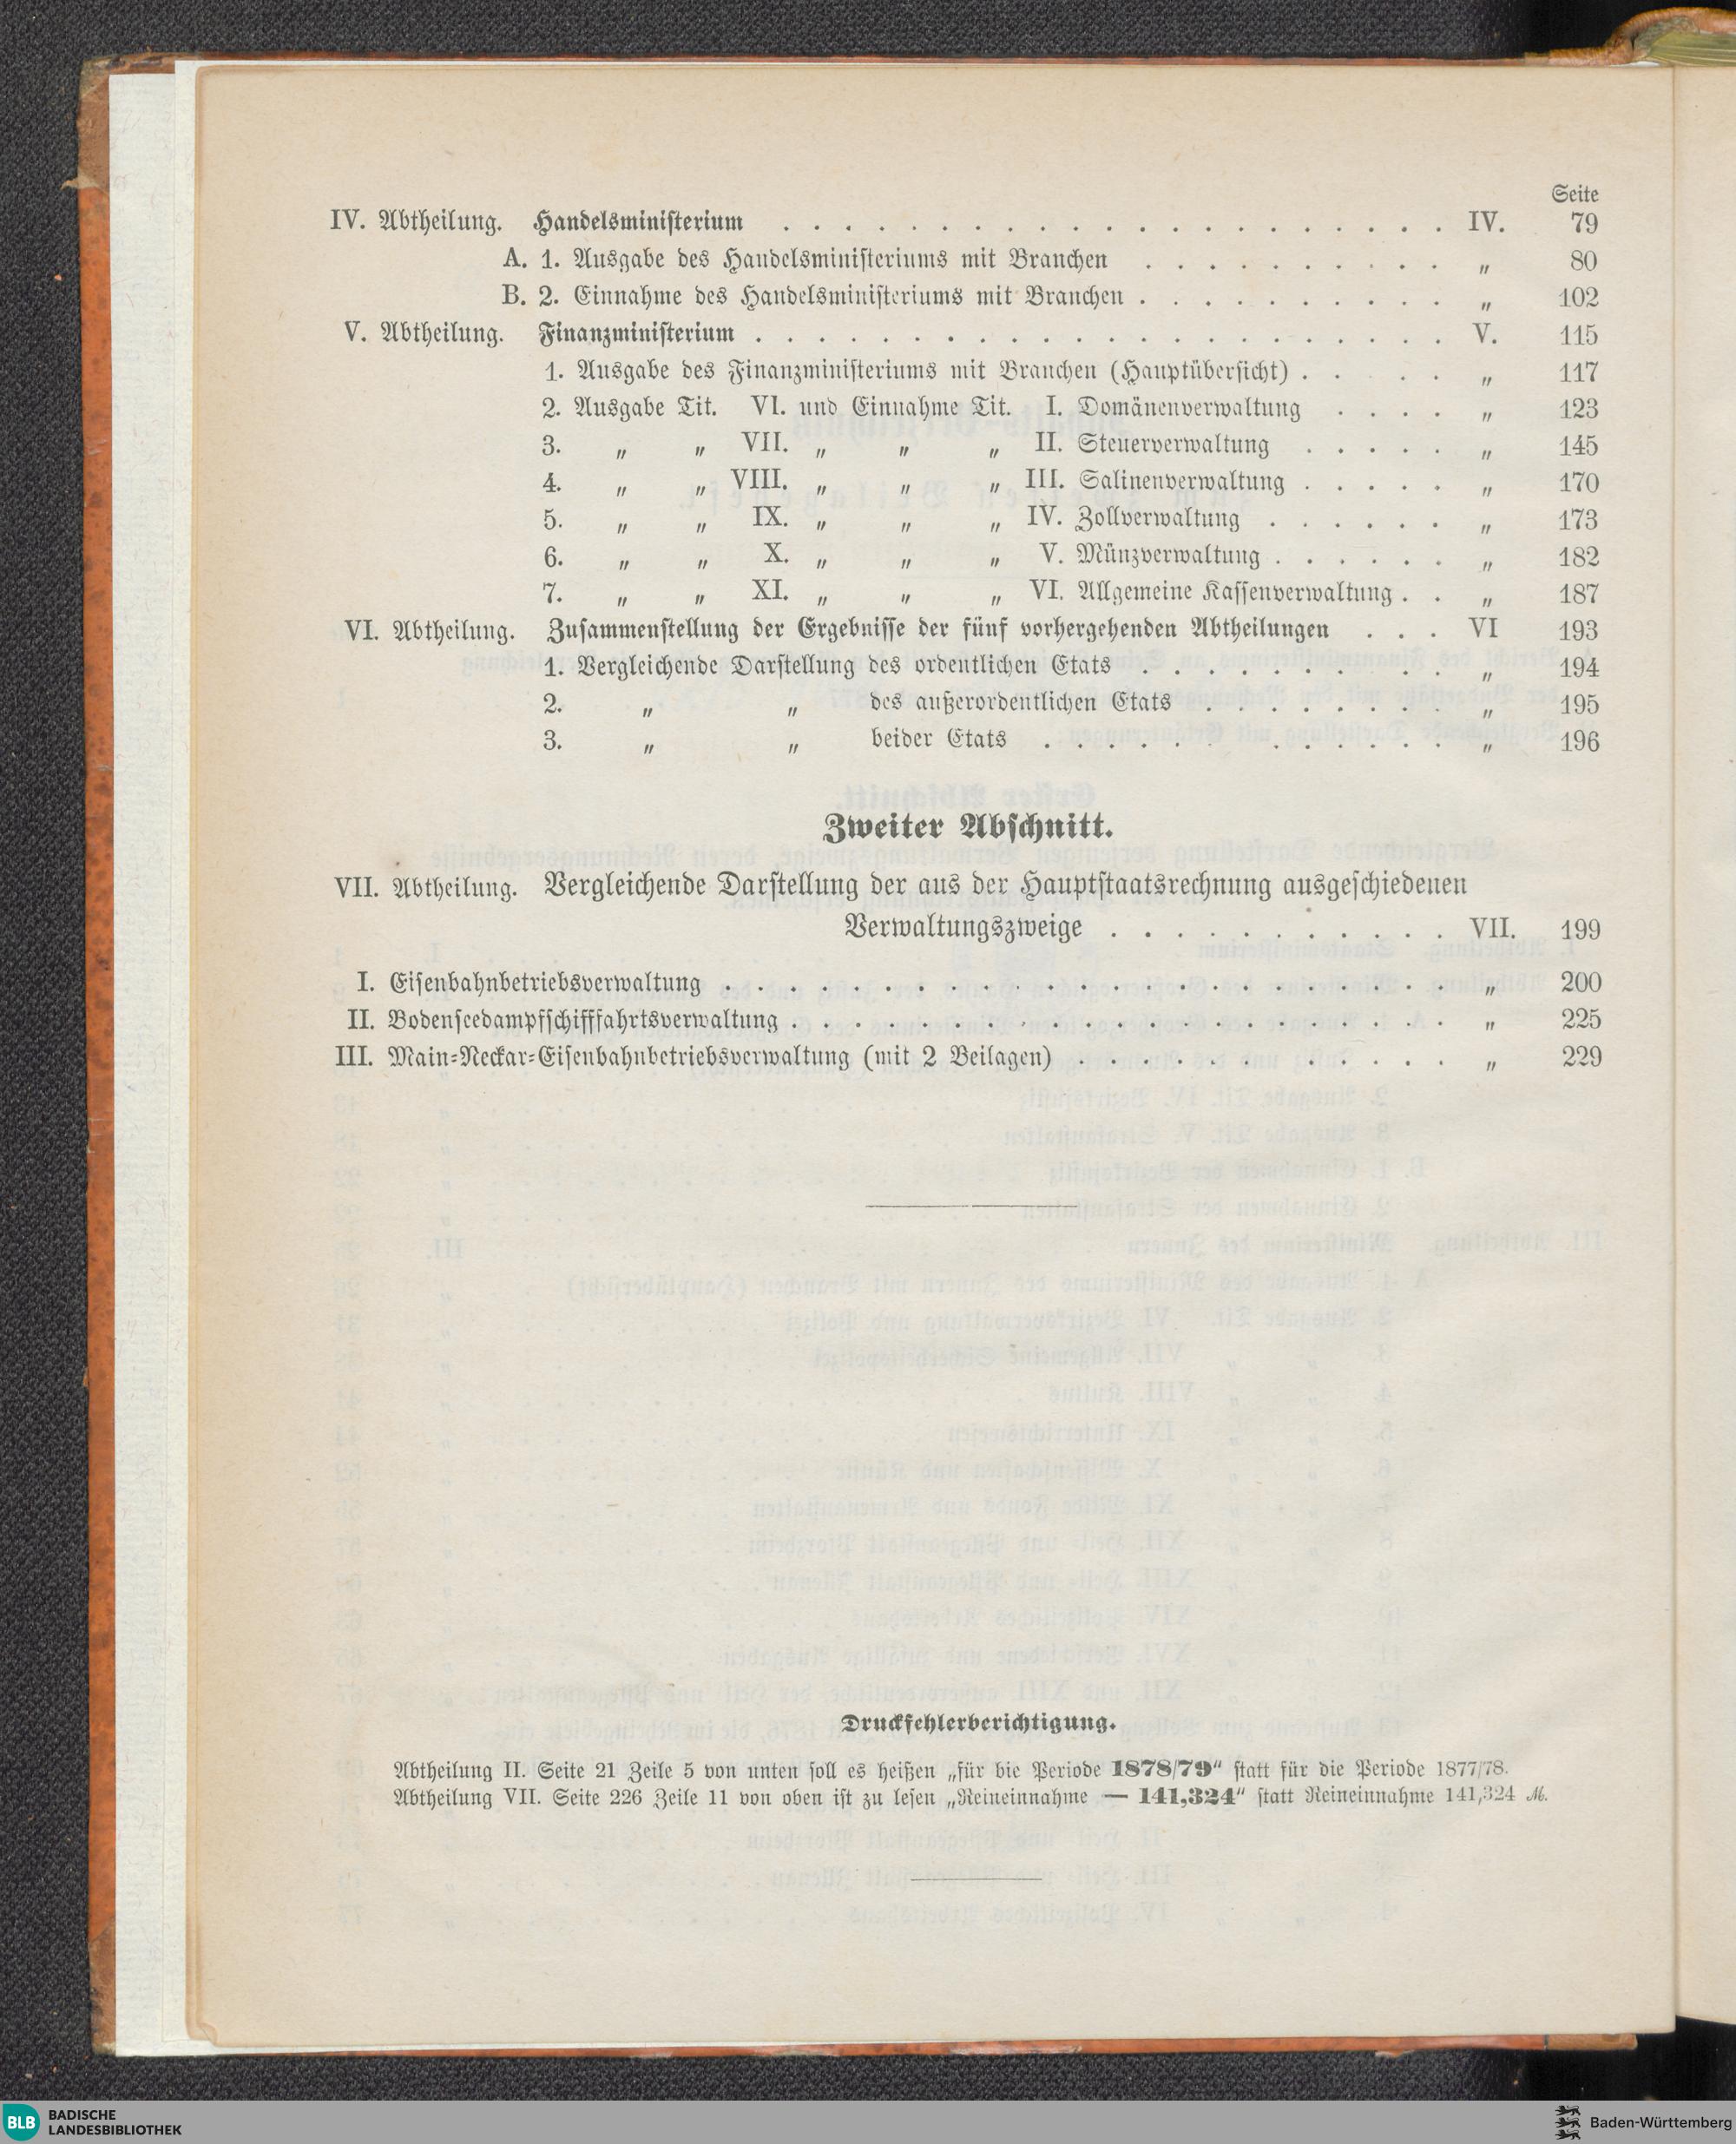 Seite
IV. Abtheilung. Handelsministerium . . . . . . . . . . . . . . . . . . . . . . IV. 79
A. 1. Ausgabe des Handelsministeriums mit Branchen . . . . . . . . . . „ 80
B. 2. Einnahme des Handelsministeriums mit Branchen . . . . . . . . . . „ 102
V. Abtheilung. Finanzministerium . . . . . . . . . . . . . . . . . . . . . . V. 115
1. Ausgabe des Finanzministeriums mit Branchen (Hauptübersicht) . . . . . „ 117
2. Ausgabe Tit. VI. und Einnahme Tit. I. Domänenverwaltung . . . . „ 123
3. „ „ VII. „ „ „ II. Steuerverwaltung . . . . . „ 145
4. „ „ VIII. „ „ „ III. Salinenverwaltung . . . . . „ 170
5. „ „ IX. „ „ „ IV. Zollverwaltung . . . . . . „ 173
6. „ „ X. „ „ „ V. Münzverwaltung . . . . . . „ 182
7. „ „ XI. „ „ „ VI. Allgemeine Kassenverwaltung . . „ 187
VI. Abtheilung. Zusammenstellung der Ergebnisse der fünf vorhergehenden Abtheilungen . . . VI 193
1. Vergleichende Darstellung des ordentlichen Etats . . . . . . . . . „ 194
2. „ „ des außerordentlichen Etats . . . . . . . . „ 195
3. „ „ beider Etats . . . . . . . . . . . . . „ 196
Zweiter Abschnitt.
VII. Abtheilung. Vergleichende Darstellung der aus der Hauptstaatsrechnung ausgeschiedenen
Verwaltungszweige . . . . . . . . . . . VII. 199
I. Eisenbahnbetriebsverwaltung . . . . . . . . . . . . . . . . . . . . . . . „ 200
II. Bodenseedampfschifffahrtsverwaltung . . . . . . . . . . . . . . . . . . . . . „ 225
III. Main-Neckar-Eisenbahnbetriebsverwaltung (mit 2 Beilagen) . . . . . . . . . . . . „ 229
Druckfehlerberichtigung.
Abtheilung II. Seite 21 Zeile 5 von unten soll es heißen „für bie Periode 1878/79“ statt für die Periode 1877/78.
Abtheilung VII. Seite 226 Zeile 11 von oben ist zu lesen „Reineinnahme — 141,324“ statt Reineinnahme 141,324 ℳ.
BLB BADISCHE
LANDESBIBLIOTHEK
Baden-Württemberg